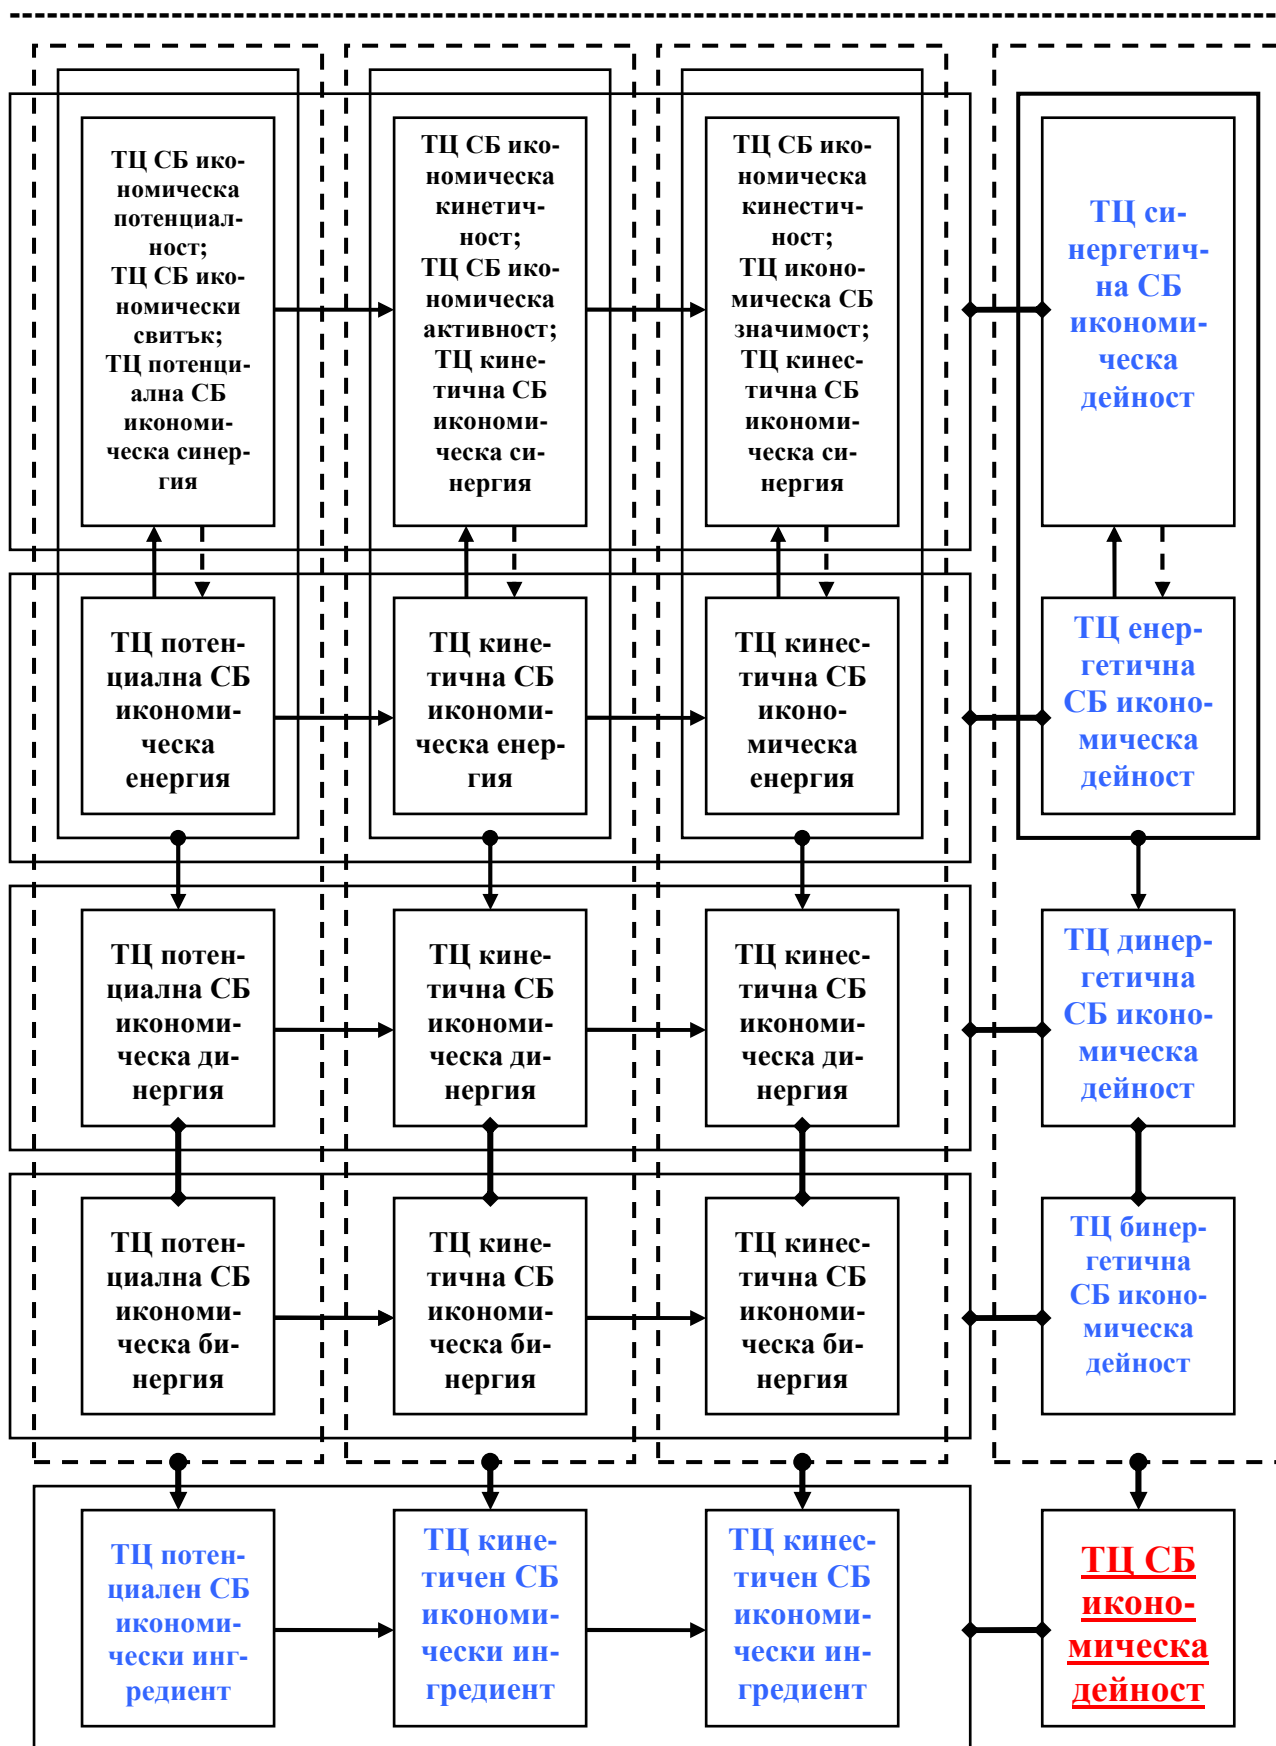 ТЦ СБ ико-
номическа
потенциал-
ност;
ТЦ СБ ико-
номически
свитък;
ТЦ потенци-
ална СБ
икономи-
ческа синер-
гия
ТЦ СБ ико-
номическа
кинетич-
ност;
ТЦ СБ ико-
номическа
активност;
ТЦ кине-
тична СБ
икономи-
ческа си-
нергия
ТЦ СБ ико-
номическа
кинестич-
ност;
ТЦ иконо-
мическа СБ
значимост;
ТЦ кинес-
тична СБ
икономи-
ческа си-
нергия
ТЦ си-
нергетич-
на СБ
икономи-
ческа
дейност
ТЦ потен-
циална СБ
икономи-
ческа
енергия
ТЦ кине-
тична СБ
икономи-
ческа енер-
гия
ТЦ кинес-
тична СБ
иконо-
мическа
енергия
ТЦ енер-
гетична
СБ иконо-
мическа
дейност
ТЦ потен-
циална СБ
икономи-
ческа ди-
нергия
ТЦ кине-
тична СБ
икономи-
ческа ди-
нергия
ТЦ кинес-
тична СБ
икономи-
ческа ди-
нергия
ТЦ динер-
гетична
СБ иконо-
мическа
дейност
ТЦ потен-
циална СБ
икономи-
ческа би-
нергия
ТЦ кине-
тична СБ
икономи-
ческа би-
нергия
ТЦ кинес-
тична СБ
икономи-
ческа би-
нергия
ТЦ бинер-
гетична
СБ иконо-
мическа
дейност
ТЦ потен-
циален СБ
икономи-
чески инг-
редиент
ТЦ кине-
тичен СБ
икономи-
чески ин-
гредиент
ТЦ кинес-
тичен СБ
икономи-
чески ин-
гредиент
ТЦ СБ
иконо-
мическа
дейност